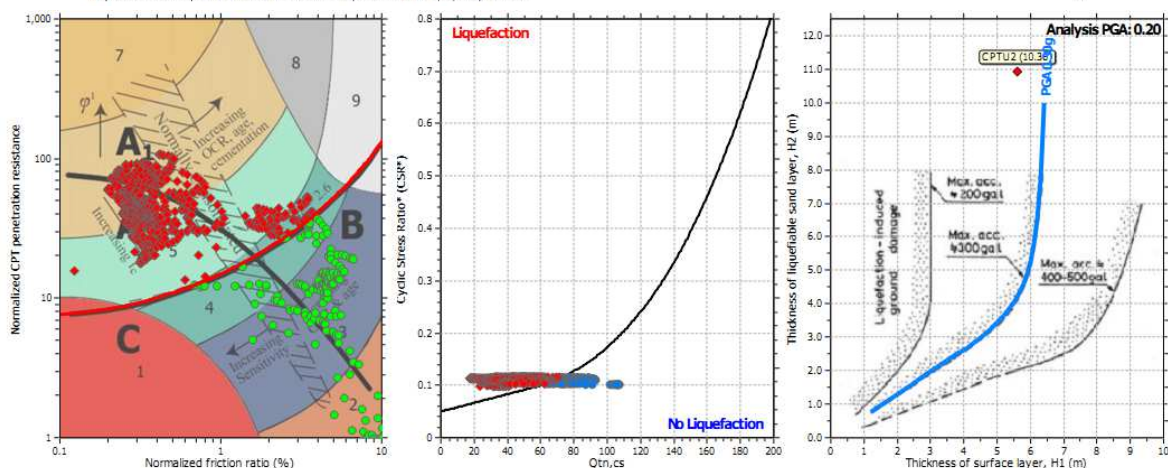 Normalized CPT penetration resistance
1,000
100
10
1
7
8
9
φ'
A1
Normally
Increasing
OCR, age,
cementation
2.6
B
5
4
3
& age
Increasing
Sensitivity
C
1
2
0.1
1
10
Normalized friction ratio (%)
Cyclic Stress Ratio* (CSR*)
0.8
0.7
0.6
0.5
0.4
0.3
0.2
0.1
0
Liquefaction
No Liquefaction
0
20
40
60
80
100
120
140
160
180
200
Qtn,cs
Thickness of liquefiable sand layer, H2 (m)
12.0
11.0
10.0
9.0
8.0
7.0
6.0
5.0
4.0
3.0
2.0
1.0
0.0
Analysis PGA: 0.20
Liquefaction-induced
ground damage
Max. acc.
≈200gal
Max. acc.
≈300gal
Max. acc. ≈
400-500gal
0
1
2
3
4
5
6
7
8
9
10
Thickness of surface layer, H1 (m)